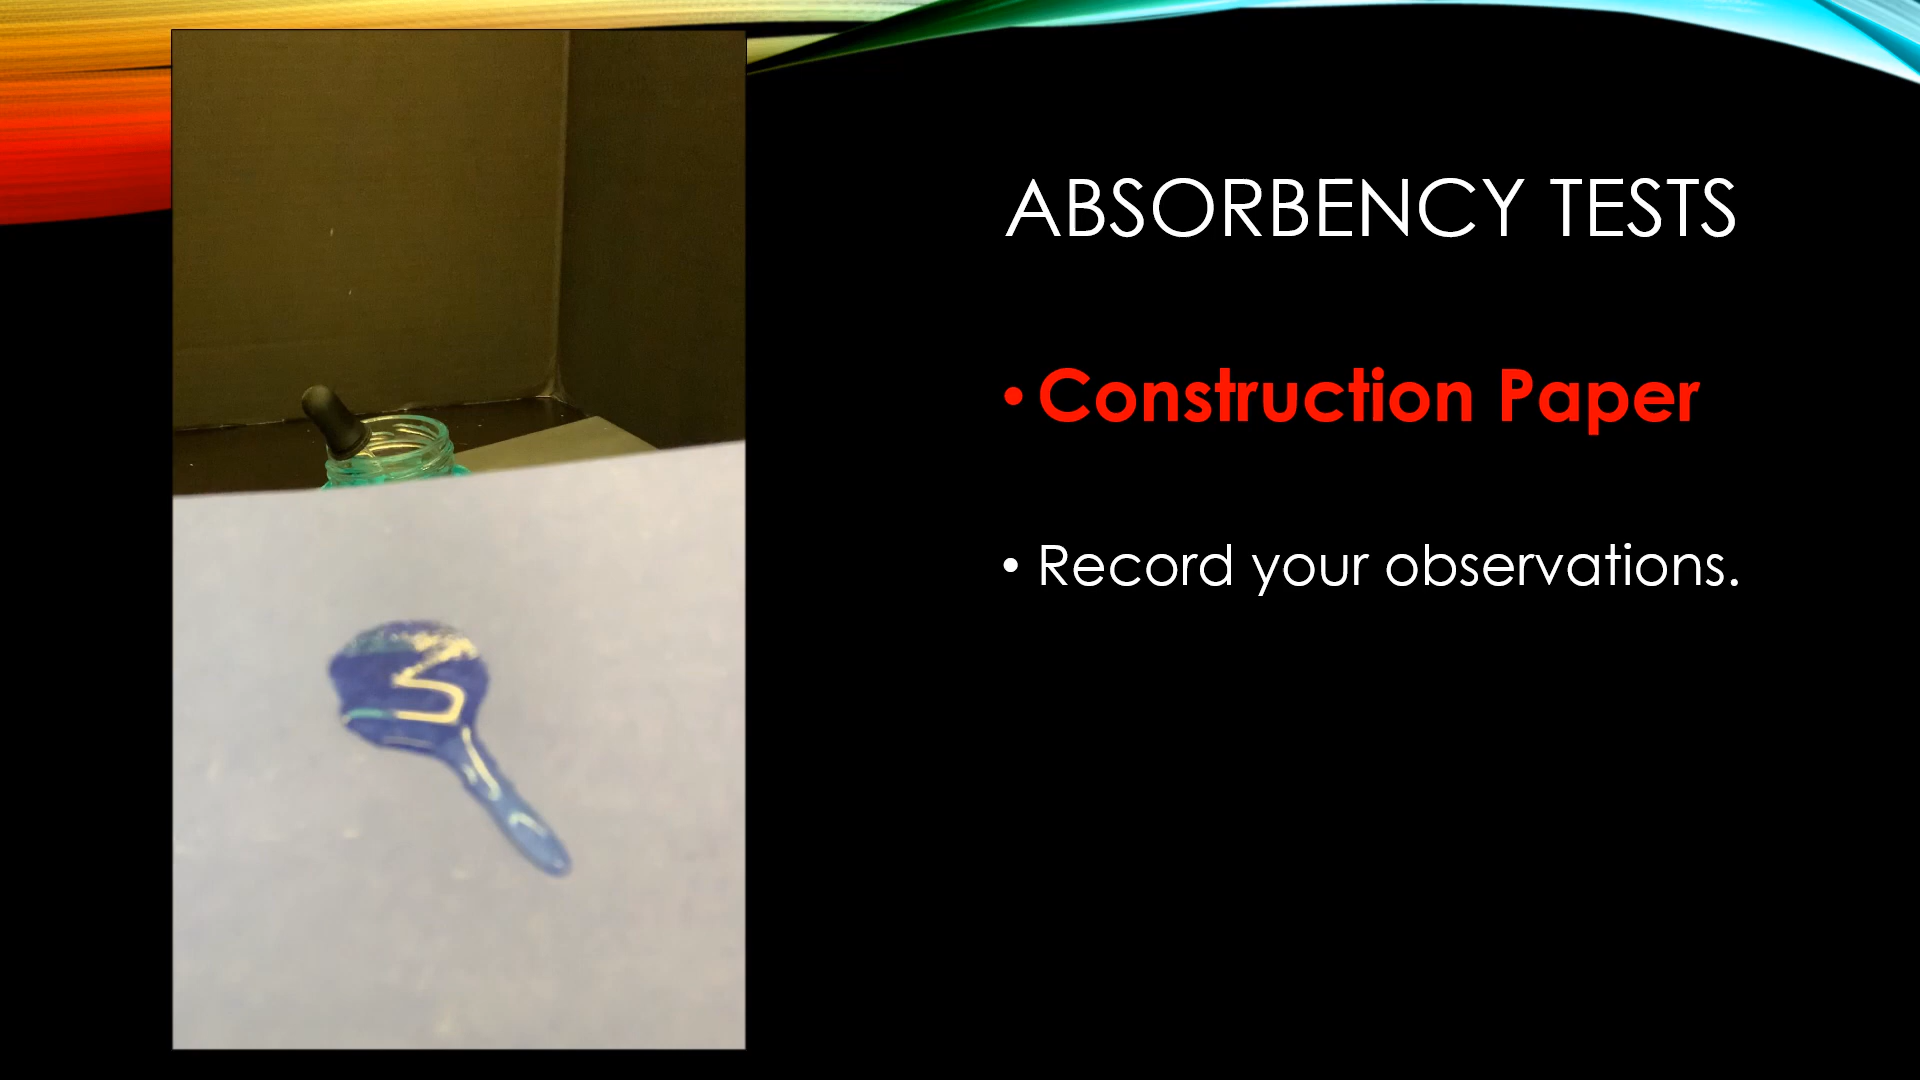 ABSORBENCY TESTS
• Construction Paper
• Record your observations.